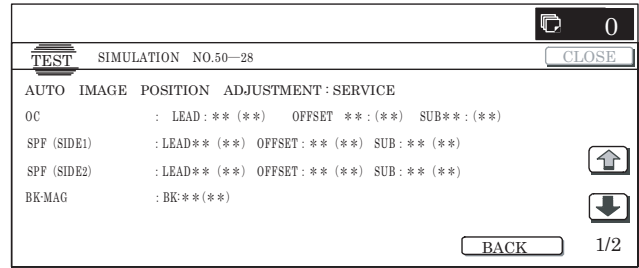 0
TEST SIMULATION NO.50—28 CLOSE
AUTO IMAGE POSITION ADJUSTMENT : SERVICE
OC : LEAD : ** (**) OFFSET **: (**) SUB**: (**)
SPF (SIDE1) : LEAD** (**) OFFSET : ** (**) SUB : ** (**)
SPF (SIDE2) : LEAD** (**) OFFSET : ** (**) SUB : ** (**)
BK-MAG : BK:**(**)
BACK 1/2